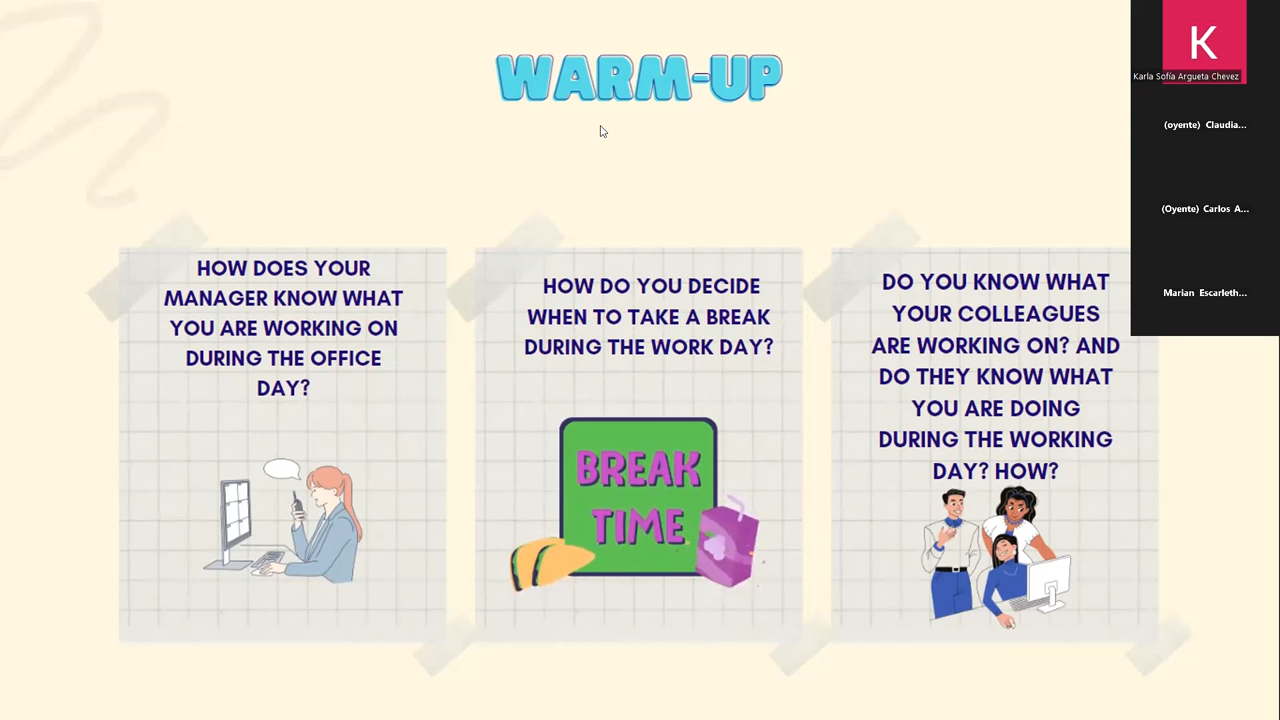 WARM-UP
HOW DOES YOUR
MANAGER KNOW WHAT
YOU ARE WORKING ON
DURING THE OFFICE
DAY?
HOW DO YOU DECIDE
WHEN TO TAKE A BREAK
DURING THE WORK DAY?
BREAK
TIME
DO YOU KNOW WHAT
YOUR COLLEAGUES
ARE WORKING ON? AND
DO THEY KNOW WHAT
YOU ARE DOING
DURING THE WORKING
DAY? HOW?
K
Karla Sofía Argueta Chevez
(oyente) Claudia...
(Oyente) Carlos A...
Marian Escarleth...